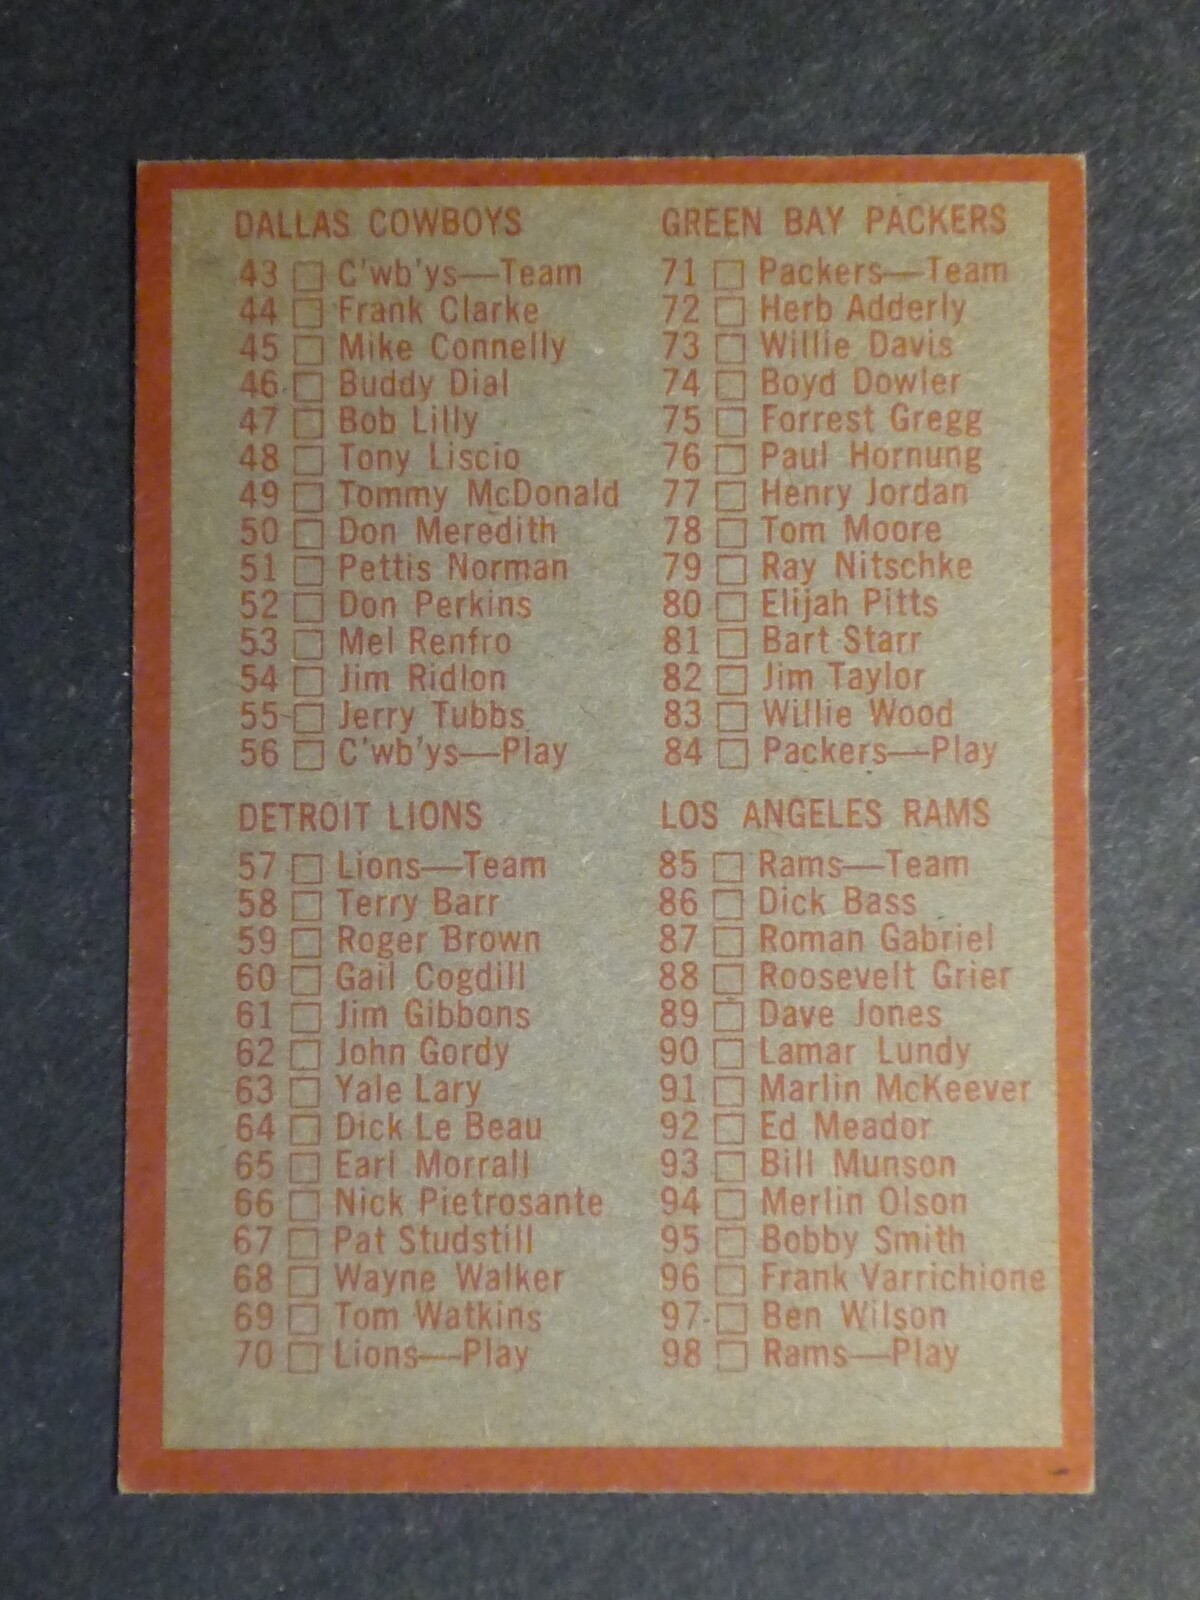 DALLAS COWBOYS
43 □ C'wb'ys—Team
44 □ Frank Clarke
45 □ Mike Connelly
46 □ Buddy Dial
47 □ Bob Lilly
48 □ Tony Liscio
49 □ Tommy McDonald
50 □ Don Meredith
51 □ Pettis Norman
52 □ Don Perkins
53 □ Mel Renfro
54 □ Jim Ridlon
55 □ Jerry Tubbs
56 □ C'wb'ys—Play
DETROIT LIONS
57 □ Lions—Team
58 □ Terry Barr
59 □ Roger Brown
60 □ Gail Cogdill
61 □ Jim Gibbons
62 □ John Gordy
63 □ Yale Lary
64 □ Dick Le Beau
65 □ Earl Morrall
66 □ Nick Pietrosante
67 □ Pat Studstill
68 □ Wayne Walker
69 □ Tom Watkins
70 □ Lions—Play
GREEN BAY PACKERS
71 □ Packers—Team
72 □ Herb Adderly
73 □ Willie Davis
74 □ Boyd Dowler
75 □ Forrest Gregg
76 □ Paul Hornung
77 □ Henry Jordan
78 □ Tom Moore
79 □ Ray Nitschke
80 □ Elijah Pitts
81 □ Bart Starr
82 □ Jim Taylor
83 □ Willie Wood
84 □ Packers—Play
LOS ANGELES RAMS
85 □ Rams—Team
86 □ Dick Bass
87 □ Roman Gabriel
88 □ Roosevelt Grier
89 □ Dave Jones
90 □ Lamar Lundy
91 □ Marlin McKeever
92 □ Ed Meador
93 □ Bill Munson
94 □ Merlin Olson
95 □ Bobby Smith
96 □ Frank Varrichione
97 □ Ben Wilson
98 □ Rams—Play